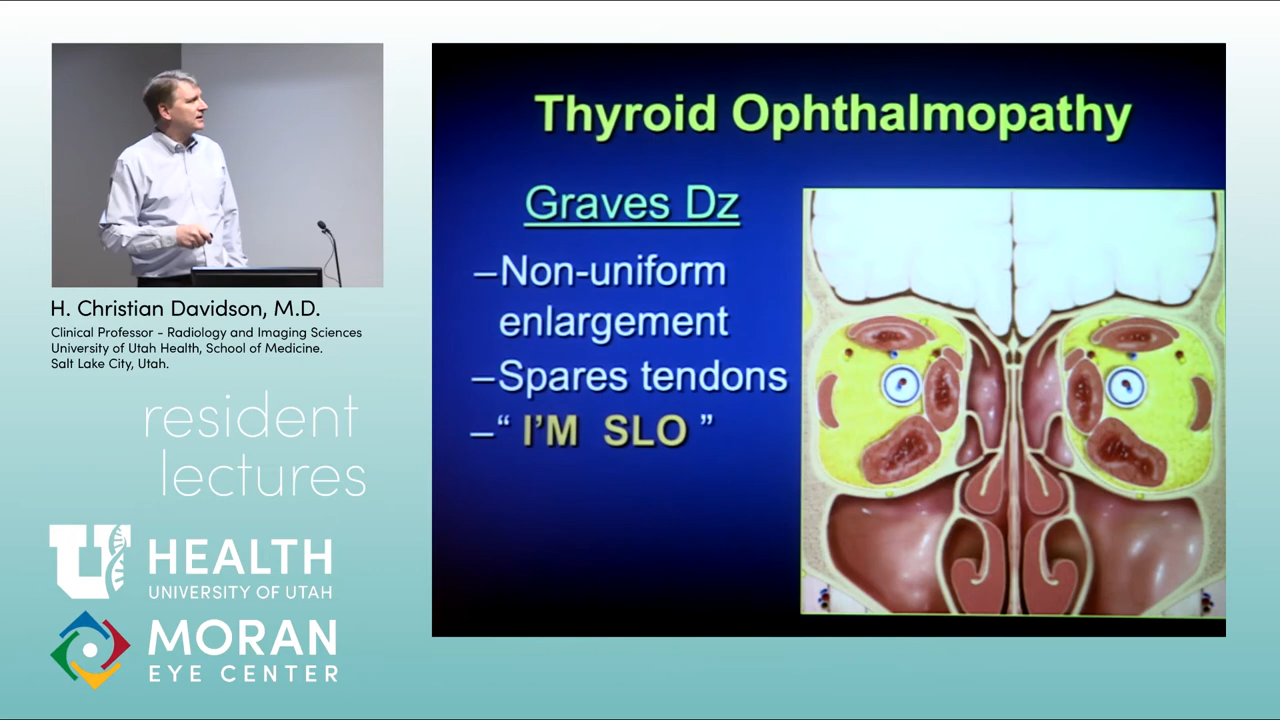 Thyroid Ophthalmopathy
Graves Dz
–Non-uniform
enlargement
–Spares tendons
–“ I’M SLO ”
H. Christian Davidson, M.D.
Clinical Professor - Radiology and Imaging Sciences
University of Utah Health, School of Medicine.
Salt Lake City, Utah.
resident
lectures
U HEALTH
UNIVERSITY OF UTAH
MORAN
EYE CENTER